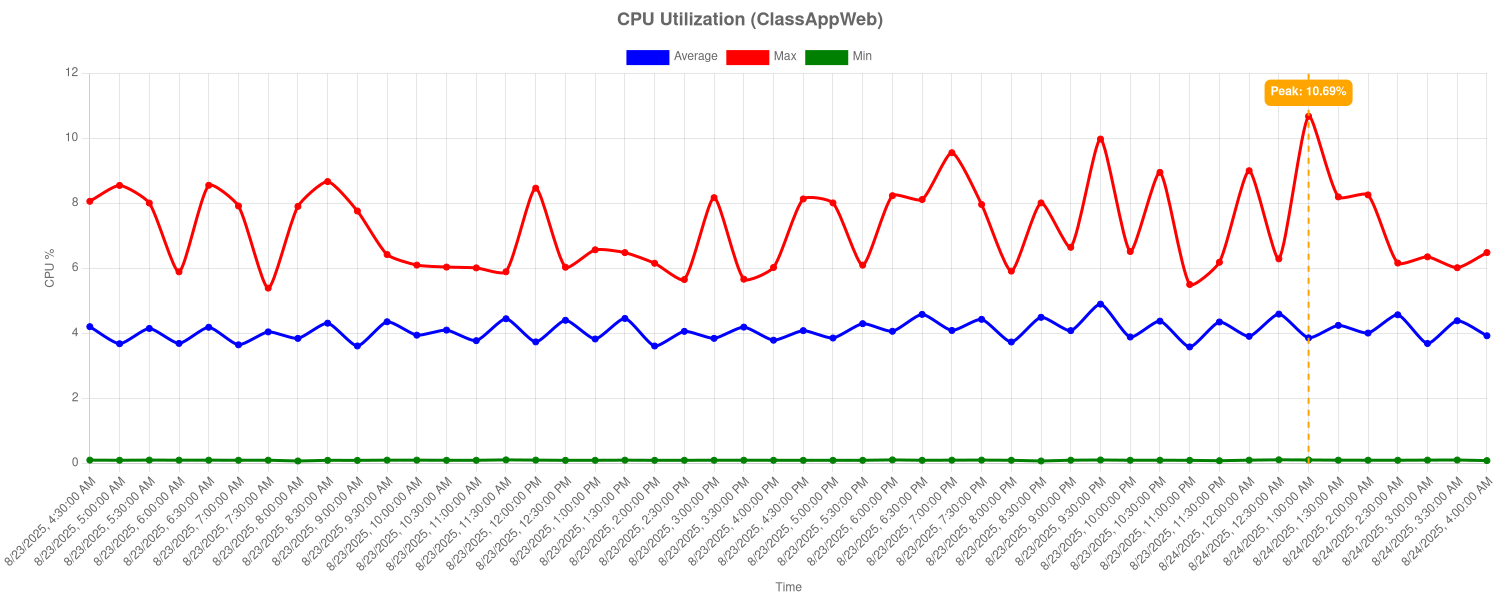 CPU Utilization (ClassAppWeb)
Average Max Min
Peak: 10.69%
12
10
8
6
4
2
0
CPU %
8/23/2025, 4:30:00 AM
8/23/2025, 5:00:00 AM
8/23/2025, 5:30:00 AM
8/23/2025, 6:00:00 AM
8/23/2025, 6:30:00 AM
8/23/2025, 7:00:00 AM
8/23/2025, 7:30:00 AM
8/23/2025, 8:00:00 AM
8/23/2025, 8:30:00 AM
8/23/2025, 9:00:00 AM
8/23/2025, 9:30:00 AM
8/23/2025, 10:00:00 AM
8/23/2025, 10:30:00 AM
8/23/2025, 11:00:00 AM
8/23/2025, 11:30:00 AM
8/23/2025, 12:00:00 PM
8/23/2025, 12:30:00 PM
8/23/2025, 1:00:00 PM
8/23/2025, 1:30:00 PM
8/23/2025, 2:00:00 PM
8/23/2025, 2:30:00 PM
8/23/2025, 3:00:00 PM
8/23/2025, 3:30:00 PM
8/23/2025, 4:00:00 PM
8/23/2025, 4:30:00 PM
8/23/2025, 5:00:00 PM
8/23/2025, 5:30:00 PM
8/23/2025, 6:00:00 PM
8/23/2025, 6:30:00 PM
8/23/2025, 7:00:00 PM
8/23/2025, 7:30:00 PM
8/23/2025, 8:00:00 PM
8/23/2025, 8:30:00 PM
8/23/2025, 9:00:00 PM
8/23/2025, 9:30:00 PM
8/23/2025, 10:00:00 PM
8/23/2025, 10:30:00 PM
8/23/2025, 11:00:00 PM
8/23/2025, 11:30:00 PM
8/24/2025, 12:00:00 AM
8/24/2025, 12:30:00 AM
8/24/2025, 1:00:00 AM
8/24/2025, 1:30:00 AM
8/24/2025, 2:00:00 AM
8/24/2025, 2:30:00 AM
8/24/2025, 3:00:00 AM
8/24/2025, 3:30:00 AM
8/24/2025, 4:00:00 AM
Time